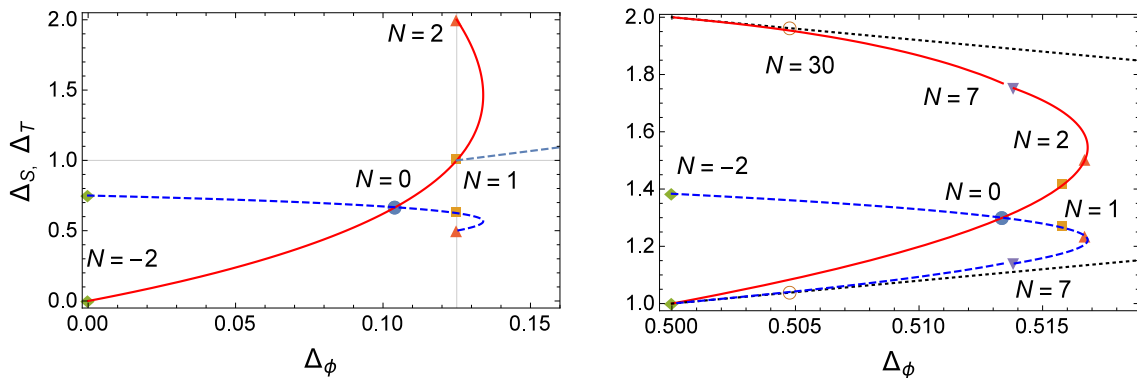 2.0
1.5
1.0
0.5
0.0
Δ_S, Δ_T
N = 2
N = 0
N = 1
N = −2
0.00
0.05
0.10
0.15
Δ_ϕ
2.0
1.8
1.6
1.4
1.2
1.0
N = 30
N = 7
N = 2
N = −2
N = 0
N = 1
N = 7
0.500
0.505
0.510
0.515
Δ_ϕ